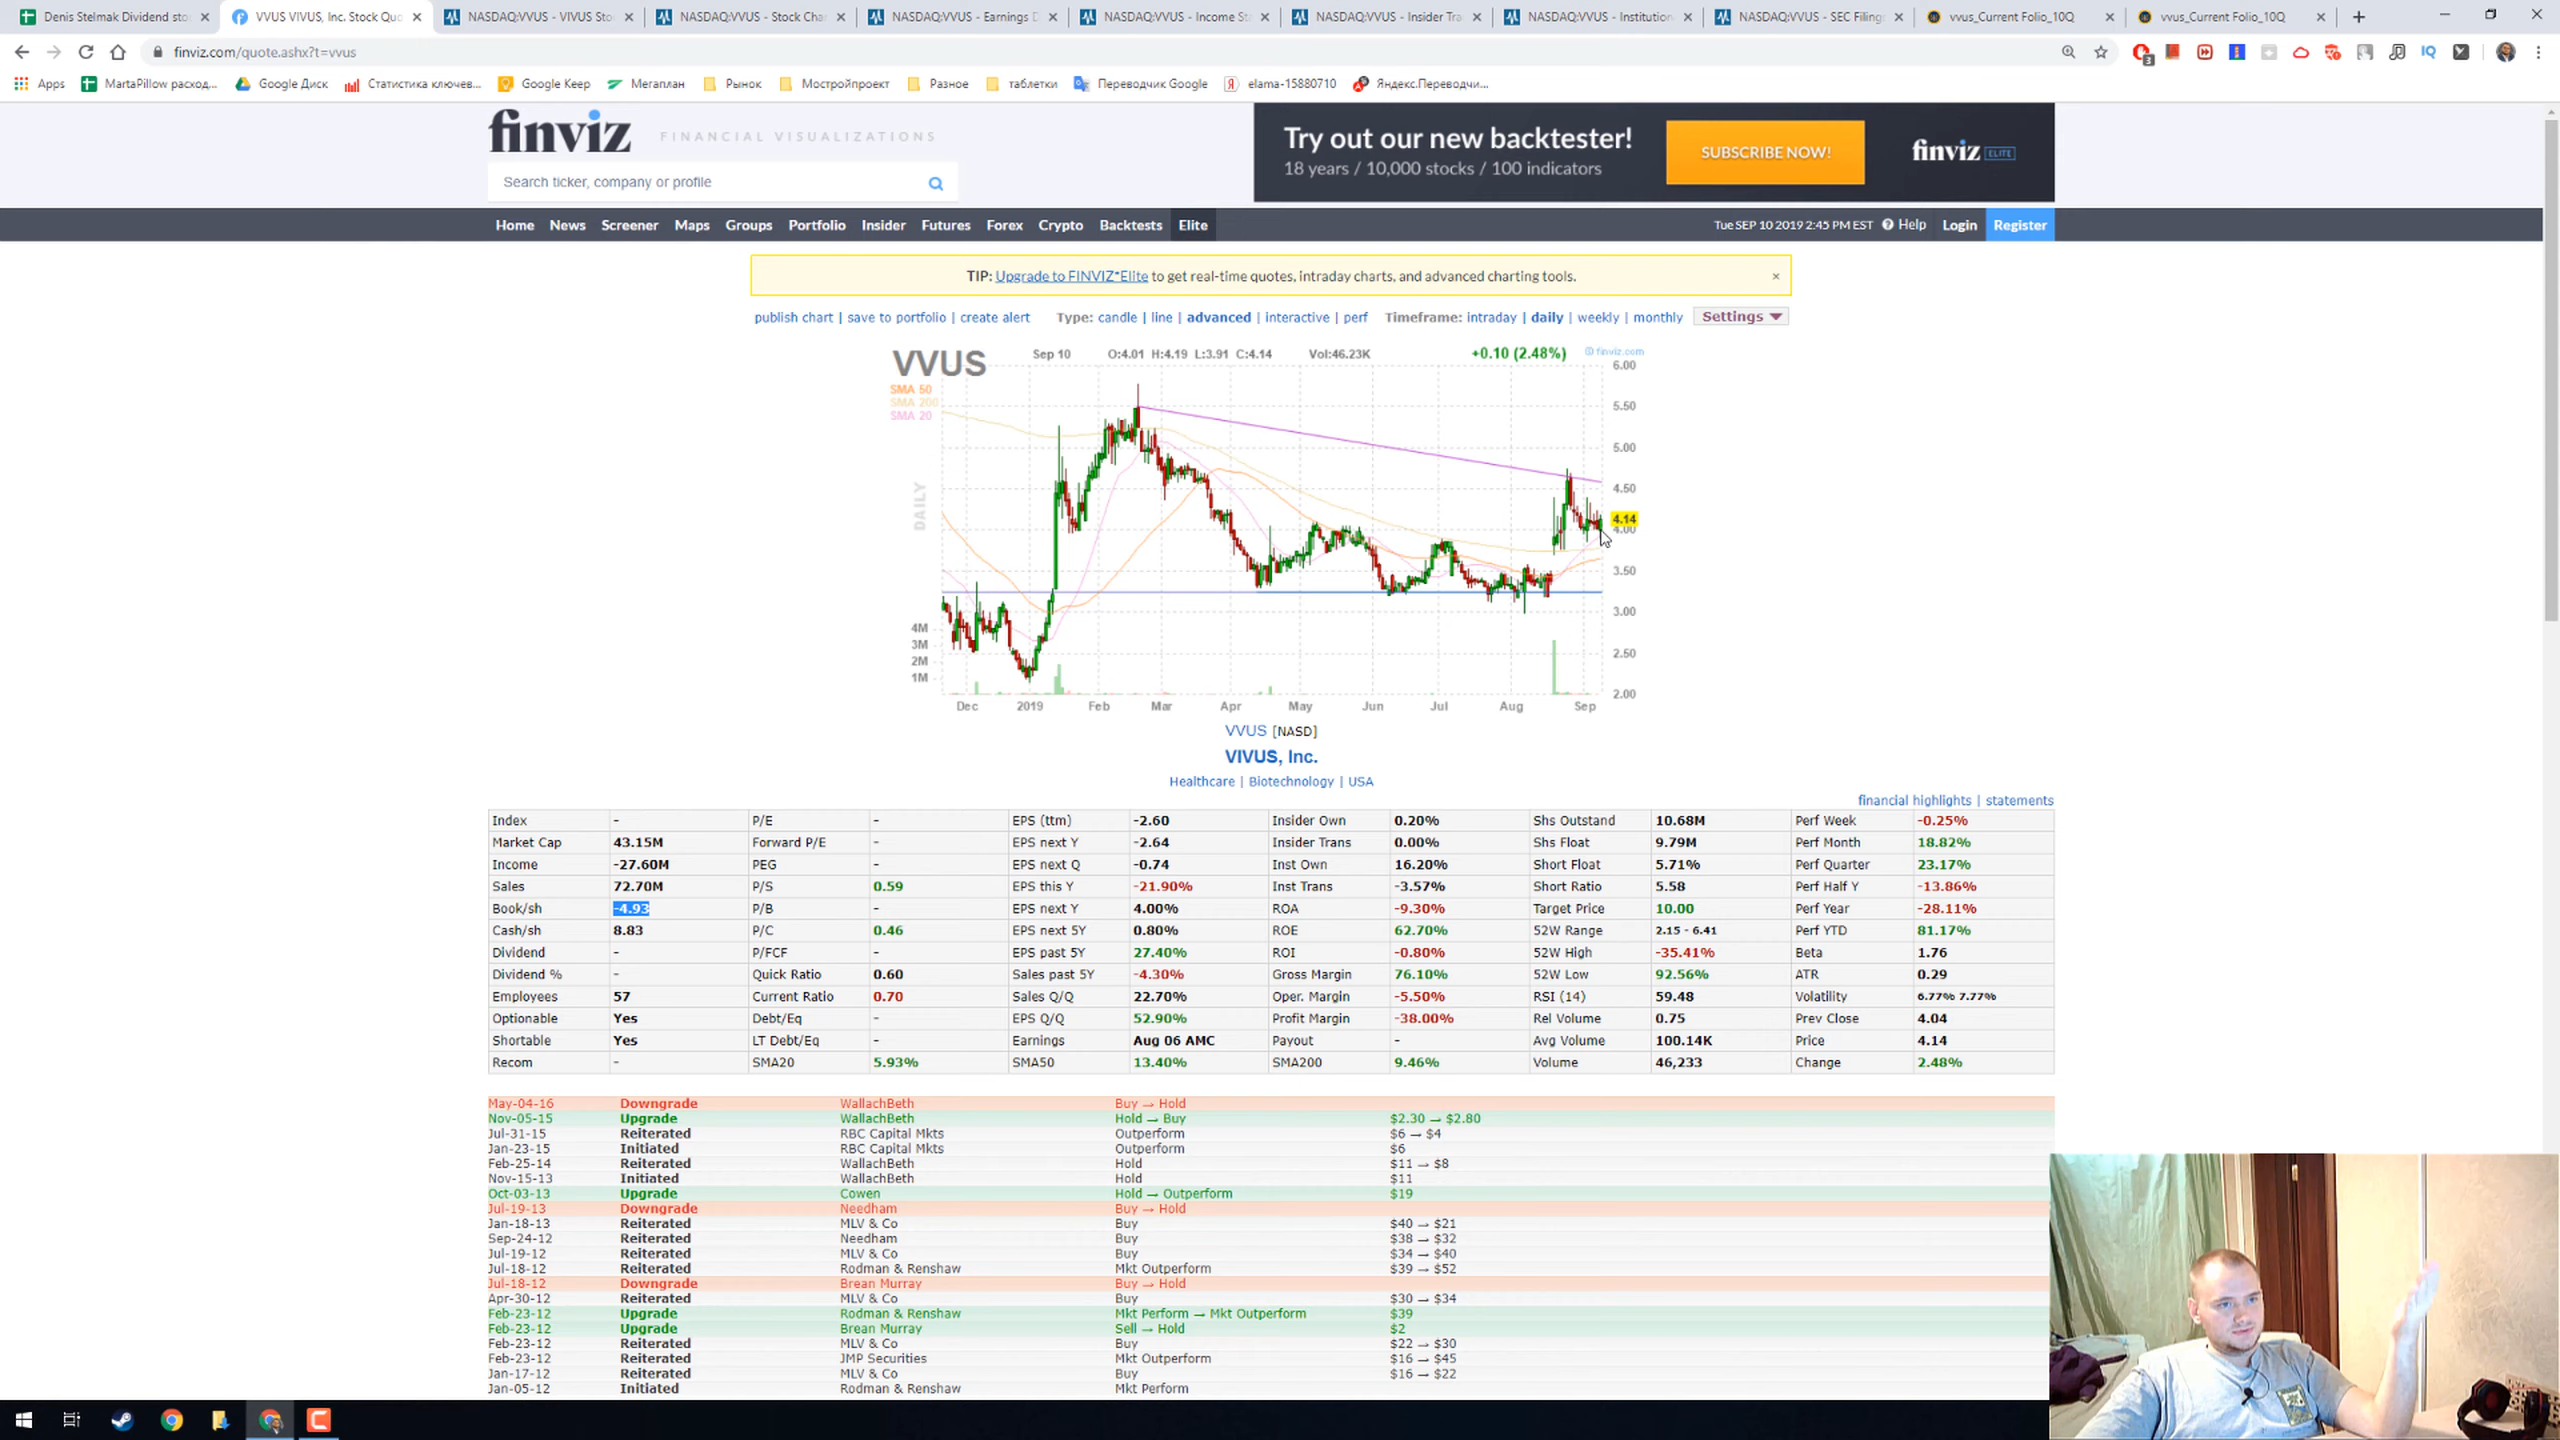 Denis Stelmak Dividend sto
VVUS VIVUS, Inc. Stock Quo
NASDAQ:VVUS - VIVUS Sto
NASDAQ:VVUS - Stock Cha
NASDAQ:VVUS - Earnings D
NASDAQ:VVUS - Income St
NASDAQ:VVUS - Insider Tra
NASDAQ:VVUS - Institution
NASDAQ:VVUS - SEC Filing
vvus_Current Folio_10Q
vvus_Current Folio_10Q
finviz.com/quote.ashx?t=vvus
Apps
MartaPillow расход...
Google Диск
Статистика ключев...
Google Keep
Мегаплан
Рынок
Мостройпроект
Разное
таблетки
Переводчик Google
elama-15880710
Яндекс.Переводчи...
finviz FINANCIAL VISUALIZATIONS
Try out our new backtester!
18 years / 10,000 stocks / 100 indicators
SUBSCRIBE NOW!
finviz ELITE
Search ticker, company or profile
Home News Screener Maps Groups Portfolio Insider Futures Forex Crypto Backtests Elite
Tue SEP 10 2019 2:45 PM EST Help Login Register
TIP: Upgrade to FINVIZ*Elite to get real-time quotes, intraday charts, and advanced charting tools. ×
publish chart | save to portfolio | create alert Type: candle | line | advanced | interactive | perf Timeframe: intraday | daily | weekly | monthly Settings
VVUS Sep 10 O:4.01 H:4.19 L:3.91 C:4.14 Vol:46.23K +0.10 (2.48%) © finviz.com
SMA 50
SMA 200
SMA 20
DAILY
6.00
5.50
5.00
4.50
4.14
4.00
3.50
3.00
2.50
2.00
4M
3M
2M
1M
Dec 2019 Feb Mar Apr May Jun Jul Aug Sep
VVUS [NASD]
VIVUS, Inc.
Healthcare | Biotechnology | USA
financial highlights | statements
Index - P/E - EPS (ttm) -2.60 Insider Own 0.20% Shs Outstand 10.68M Perf Week -0.25%
Market Cap 43.15M Forward P/E - EPS next Y -2.64 Insider Trans 0.00% Shs Float 9.79M Perf Month 18.82%
Income -27.60M PEG - EPS next Q -0.74 Inst Own 16.20% Short Float 5.71% Perf Quarter 23.17%
Sales 72.70M P/S 0.59 EPS this Y -21.90% Inst Trans -3.57% Short Ratio 5.58 Perf Half Y -13.86%
Book/sh -4.93 P/B - EPS next Y 4.00% ROA -9.30% Target Price 10.00 Perf Year -28.11%
Cash/sh 8.83 P/C 0.46 EPS next 5Y 0.80% ROE 62.70% 52W Range 2.15 - 6.41 Perf YTD 81.17%
Dividend - P/FCF - EPS past 5Y 27.40% ROI -0.80% 52W High -35.41% Beta 1.76
Dividend % - Quick Ratio 0.60 Sales past 5Y -4.30% Gross Margin 76.10% 52W Low 92.56% ATR 0.29
Employees 57 Current Ratio 0.70 Sales Q/Q 22.70% Oper. Margin -5.50% RSI (14) 59.48 Volatility 6.77% 7.77%
Optionable Yes Debt/Eq - EPS Q/Q 52.90% Profit Margin -38.00% Rel Volume 0.75 Prev Close 4.04
Shortable Yes LT Debt/Eq - Earnings Aug 06 AMC Payout - Avg Volume 100.14K Price 4.14
Recom - SMA20 5.93% SMA50 13.40% SMA200 9.46% Volume 46,233 Change 2.48%
May-04-16 Downgrade WallachBeth Buy → Hold
Nov-05-15 Upgrade WallachBeth Hold → Buy $2.30 → $2.80
Jul-31-15 Reiterated RBC Capital Mkts Outperform $6 → $4
Jan-23-15 Initiated RBC Capital Mkts Outperform $6
Feb-25-14 Reiterated WallachBeth Hold $11 → $8
Nov-15-13 Initiated WallachBeth Hold $11
Oct-03-13 Upgrade Cowen Hold → Outperform $19
Jul-19-13 Downgrade Needham Buy → Hold
Jan-18-13 Reiterated MLV & Co Buy $40 → $21
Sep-24-12 Reiterated Needham Buy $38 → $32
Jul-19-12 Reiterated MLV & Co Buy $34 → $40
Jul-18-12 Reiterated Rodman & Renshaw Mkt Outperform $39 → $52
Jul-18-12 Downgrade Brean Murray Buy → Hold
Apr-30-12 Reiterated MLV & Co Buy $30 → $34
Feb-23-12 Upgrade Rodman & Renshaw Mkt Perform → Mkt Outperform $39
Feb-23-12 Upgrade Brean Murray Sell → Hold $2
Feb-23-12 Reiterated MLV & Co Buy $22 → $30
Feb-23-12 Reiterated JMP Securities Mkt Outperform $16 → $45
Jan-17-12 Reiterated MLV & Co Buy $16 → $22
Jan-05-12 Initiated Rodman & Renshaw Mkt Perform